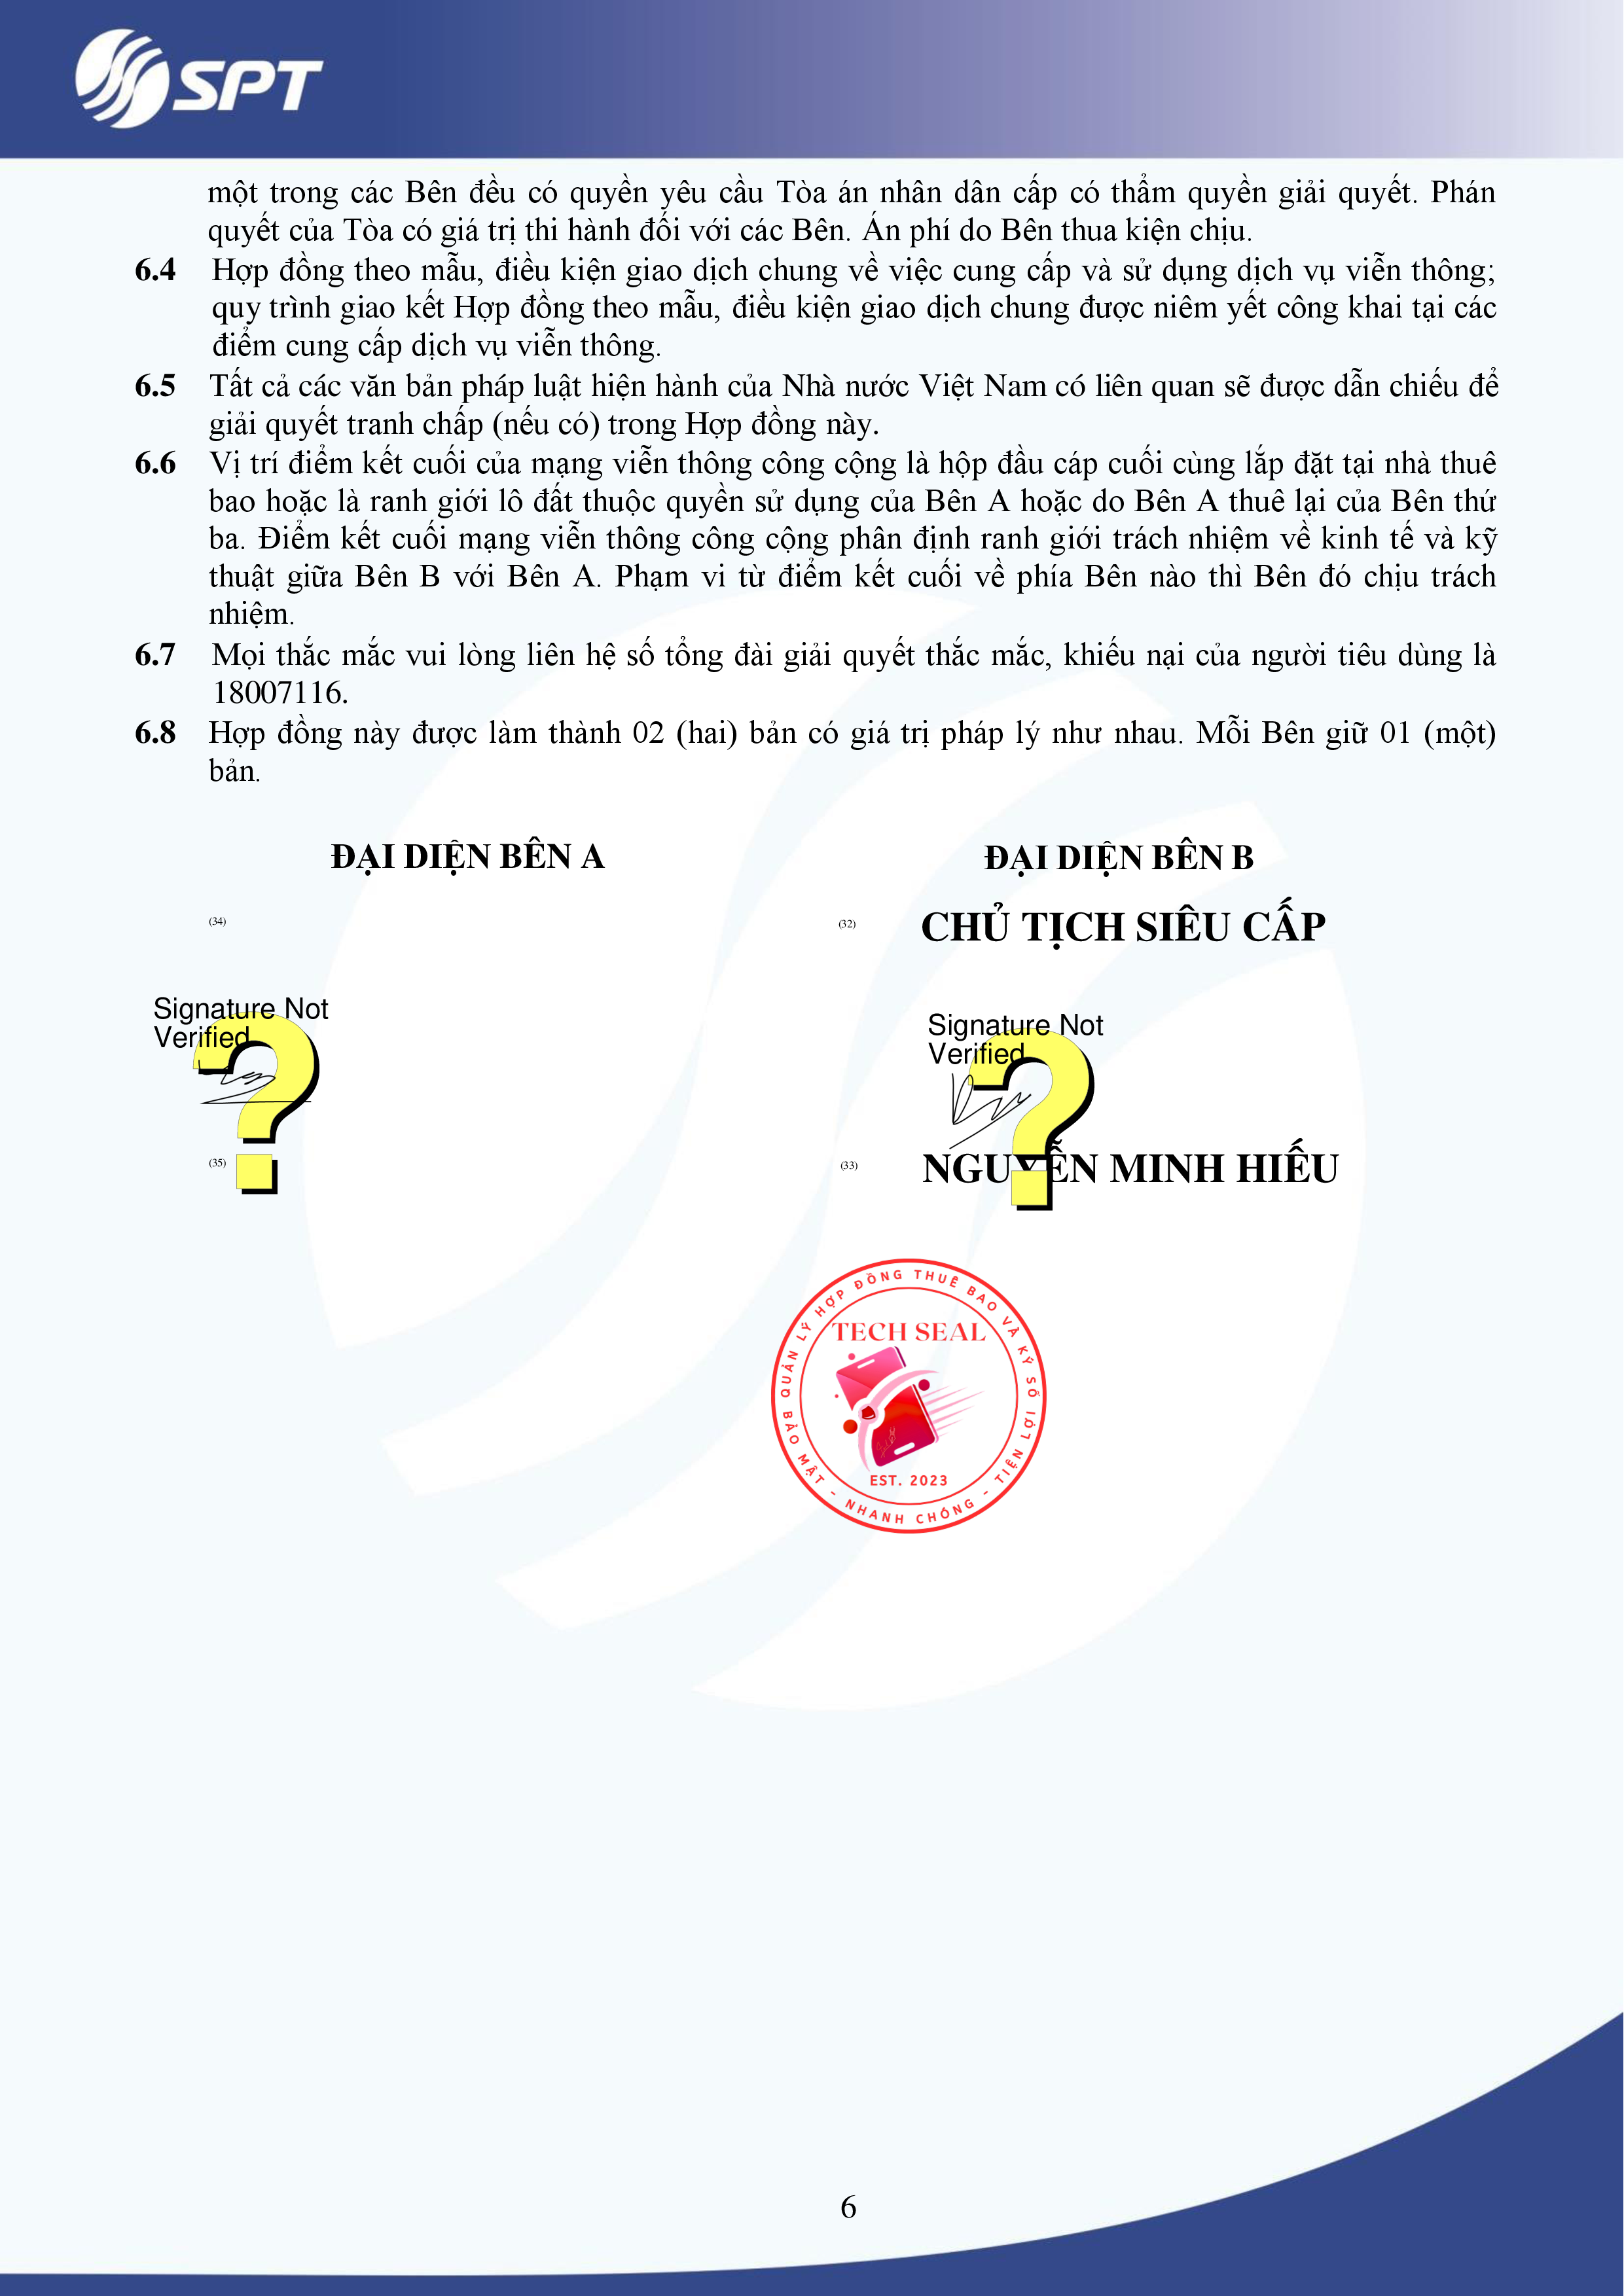 SPT
một trong các Bên đều có quyền yêu cầu Tòa án nhân dân cấp có thẩm quyền giải quyết. Phán
quyết của Tòa có giá trị thi hành đối với các Bên. Án phí do Bên thua kiện chịu.
6.4 Hợp đồng theo mẫu, điều kiện giao dịch chung về việc cung cấp và sử dụng dịch vụ viễn thông;
quy trình giao kết Hợp đồng theo mẫu, điều kiện giao dịch chung được niêm yết công khai tại các
điểm cung cấp dịch vụ viễn thông.
6.5 Tất cả các văn bản pháp luật hiện hành của Nhà nước Việt Nam có liên quan sẽ được dẫn chiếu để
giải quyết tranh chấp (nếu có) trong Hợp đồng này.
6.6 Vị trí điểm kết cuối của mạng viễn thông công cộng là hộp đầu cáp cuối cùng lắp đặt tại nhà thuê
bao hoặc là ranh giới lô đất thuộc quyền sử dụng của Bên A hoặc do Bên A thuê lại của Bên thứ
ba. Điểm kết cuối mạng viễn thông công cộng phân định ranh giới trách nhiệm về kinh tế và kỹ
thuật giữa Bên B với Bên A. Phạm vi từ điểm kết cuối về phía Bên nào thì Bên đó chịu trách
nhiệm.
6.7 Mọi thắc mắc vui lòng liên hệ số tổng đài giải quyết thắc mắc, khiếu nại của người tiêu dùng là
18007116.
6.8 Hợp đồng này được làm thành 02 (hai) bản có giá trị pháp lý như nhau. Mỗi Bên giữ 01 (một)
bản.
ĐẠI DIỆN BÊN A
ĐẠI DIỆN BÊN B
(34)
(32) CHỦ TỊCH SIÊU CẤP
Signature Not
Verified
Signature Not
Verified
(35)
(33) NGUYỄN MINH HIẾU
QUẢN LÝ HỢP ĐỒNG THUÊ BAO VÀ KÝ SỐ
TECH SEAL
EST. 2023
BẢO MẬT - NHANH CHÓNG - TIỆN LỢI
6